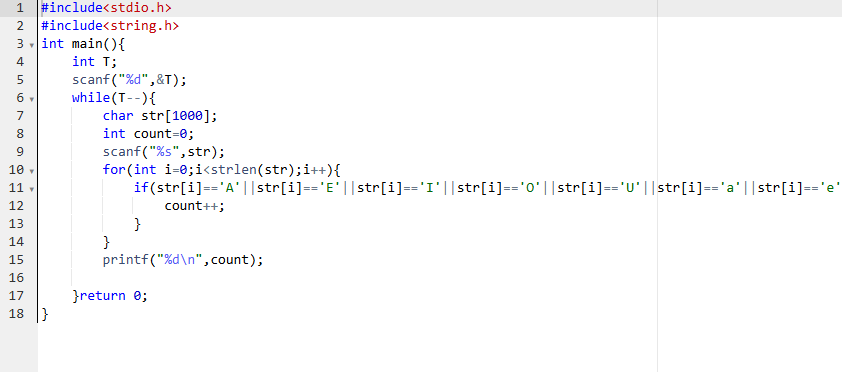 1 #include<stdio.h>
2 #include<string.h>
3 int main(){
4 int T;
5 scanf("%d",&T);
6 while(T--){
7 char str[1000];
8 int count=0;
9 scanf("%s",str);
10 for(int i=0;i<strlen(str);i++){
11 if(str[i]=='A'||str[i]=='E'||str[i]=='I'||str[i]=='O'||str[i]=='U'||str[i]=='a'||str[i]=='e'
12 count++;
13 }
14 }
15 printf("%d\n",count);
16
17 }return 0;
18 }